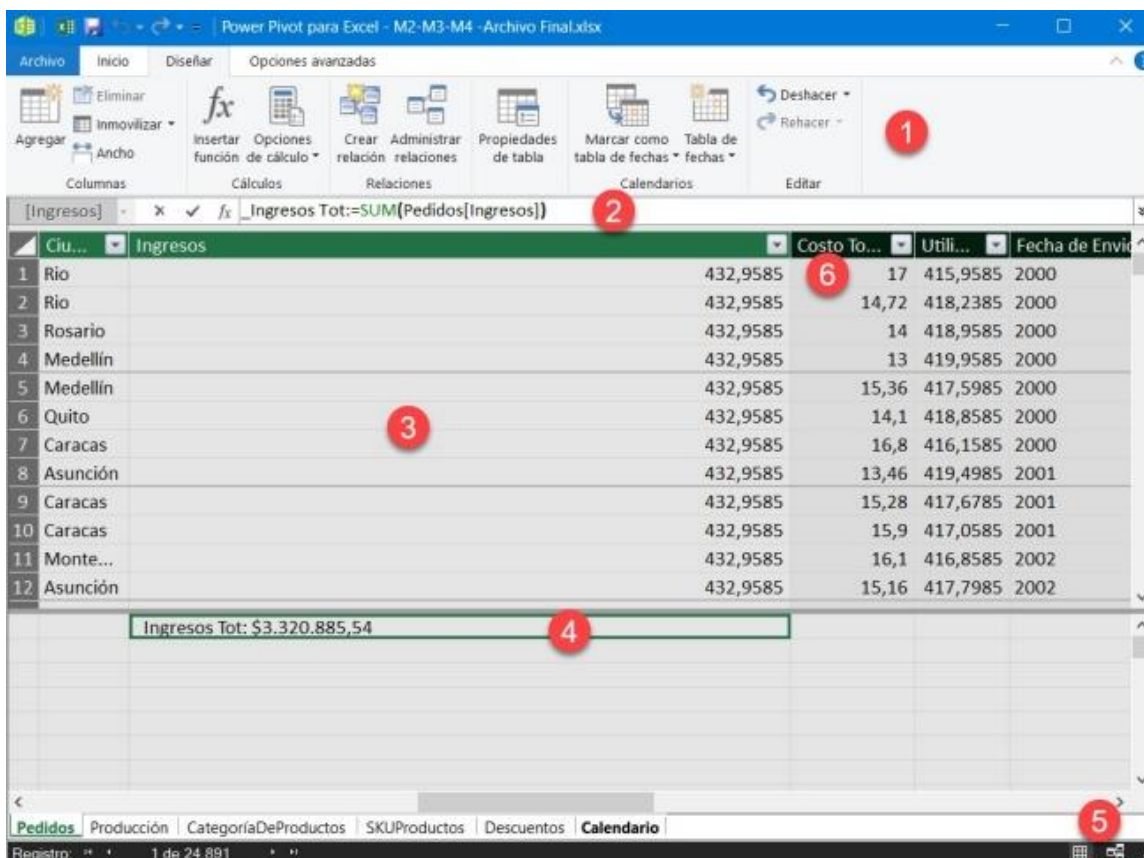 Power Pivot para Excel - M2-M3-M4 -Archivo Final.xlsx
Archivo Inicio Diseñar Opciones avanzadas
Agregar
Eliminar
Inmovilizar
Ancho
Columnas
fx
Insertar función
Opciones de cálculo
Cálculos
Crear relación
Administrar relaciones
Relaciones
Propiedades de tabla
Marcar como tabla de fechas
Tabla de fechas
Calendarios
Deshacer
Rehacer
Editar
1
[Ingresos] fx _Ingresos Tot:=SUM(Pedidos[Ingresos]) 2
Ciu... Ingresos Costo To... Utili... Fecha de Envio
1 Rio 432,9585 17 415,9585 2000
6
2 Rio 432,9585 14,72 418,2385 2000
3 Rosario 432,9585 14 418,9585 2000
4 Medellín 432,9585 13 419,9585 2000
5 Medellín 432,9585 15,36 417,5985 2000
6 Quito 432,9585 14,1 418,8585 2000
3
7 Caracas 432,9585 16,8 416,1585 2000
8 Asunción 432,9585 13,46 419,4985 2001
9 Caracas 432,9585 15,28 417,6785 2001
10 Caracas 432,9585 15,9 417,0585 2001
11 Monte... 432,9585 16,1 416,8585 2002
12 Asunción 432,9585 15,16 417,7985 2002
Ingresos Tot: $3.320.885,54 4
Pedidos Producción CategoríaDeProductos SKUProductos Descuentos Calendario 5
Registro: 1 de 24.891